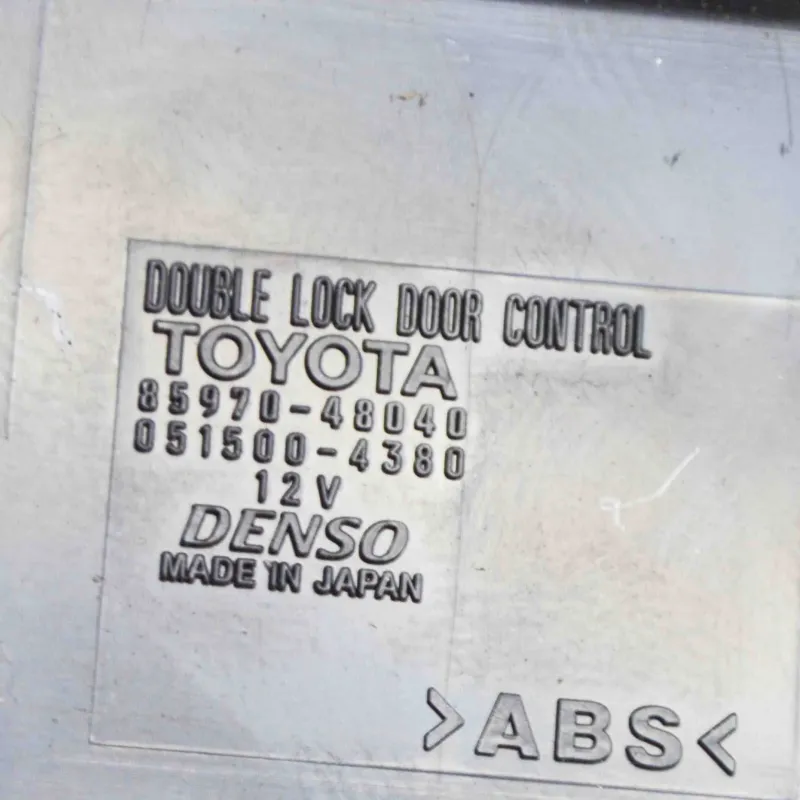 DOUBLE LOCK DOOR CONTROL
TOYOTA
85970-48040
051500-4380
12V
DENSO
MADE IN JAPAN
>ABS<